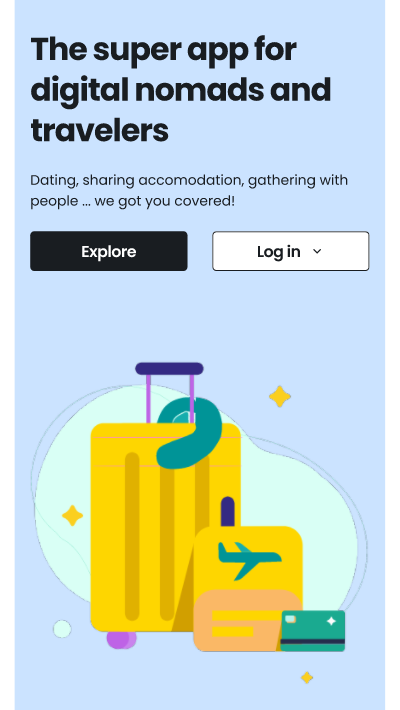 The super app for
digital nomads and
travelers
Dating, sharing accomodation, gathering with
people ... we got you covered!
Explore
Log in